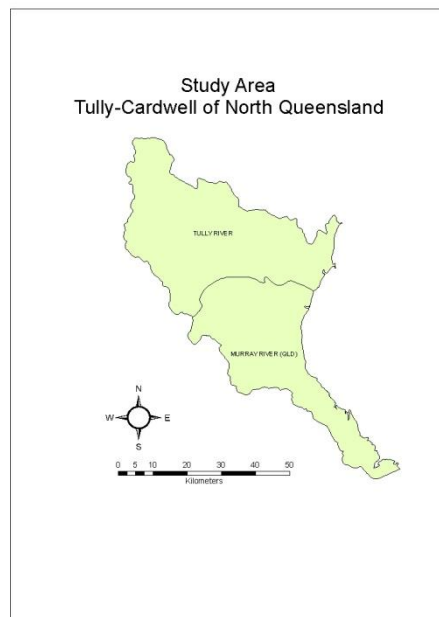 Study Area
Tully-Cardwell of North Queensland
TULLY RIVER
MURRAY RIVER (QLD)
N
W E
S
0 5 10 20 30 40 50
Kilometers